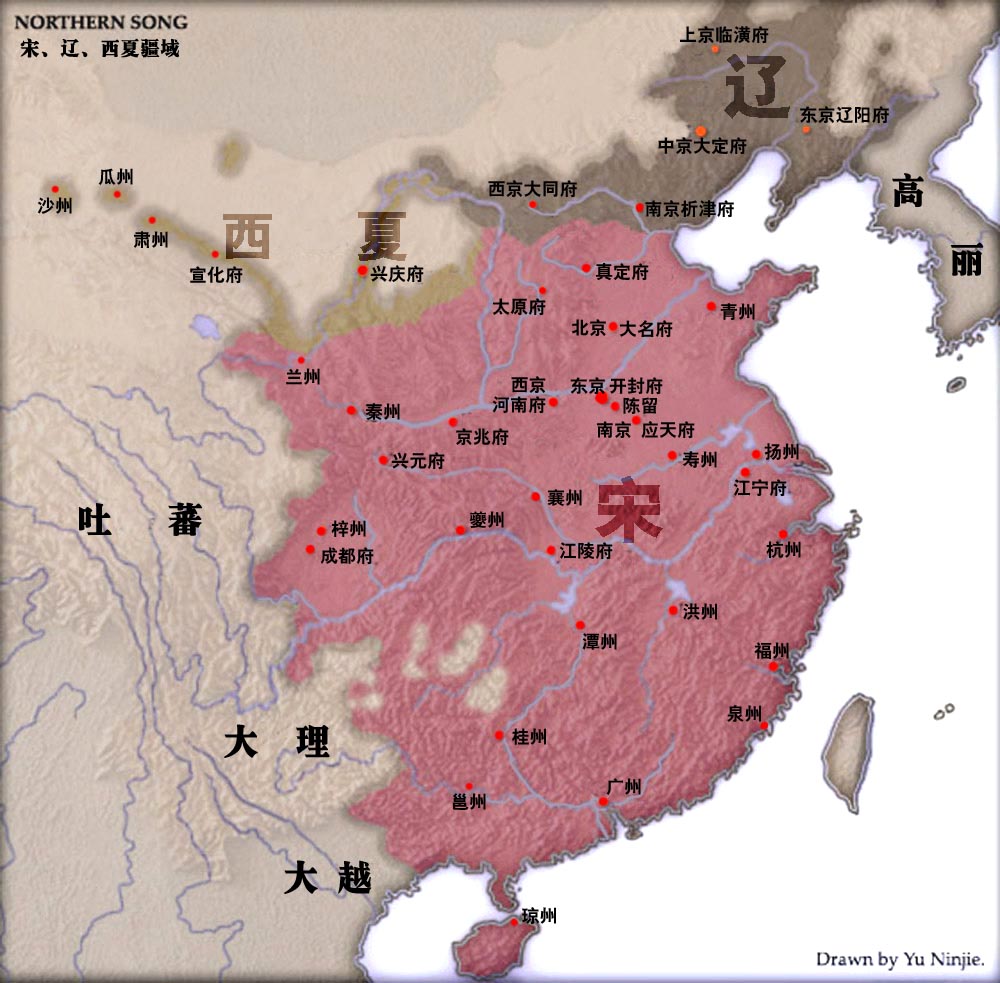 NORTHERN SONG
宋、辽、西夏疆域
上京临潢府
辽
东京辽阳府
中京大定府
高丽
西京大同府
南京析津府
瓜州
沙州
肃州
宣化府
西夏
兴庆府
真定府
太原府
青州
北京 大名府
兰州
西京
河南府
东京 开封府
陈留
南京 应天府
秦州
京兆府
兴元府
寿州
扬州
江宁府
襄州
宋
夔州
江陵府
杭州
吐蕃
梓州
成都府
洪州
潭州
福州
泉州
大理
桂州
邕州
广州
大越
琼州
Drawn by Yu Ninjie.